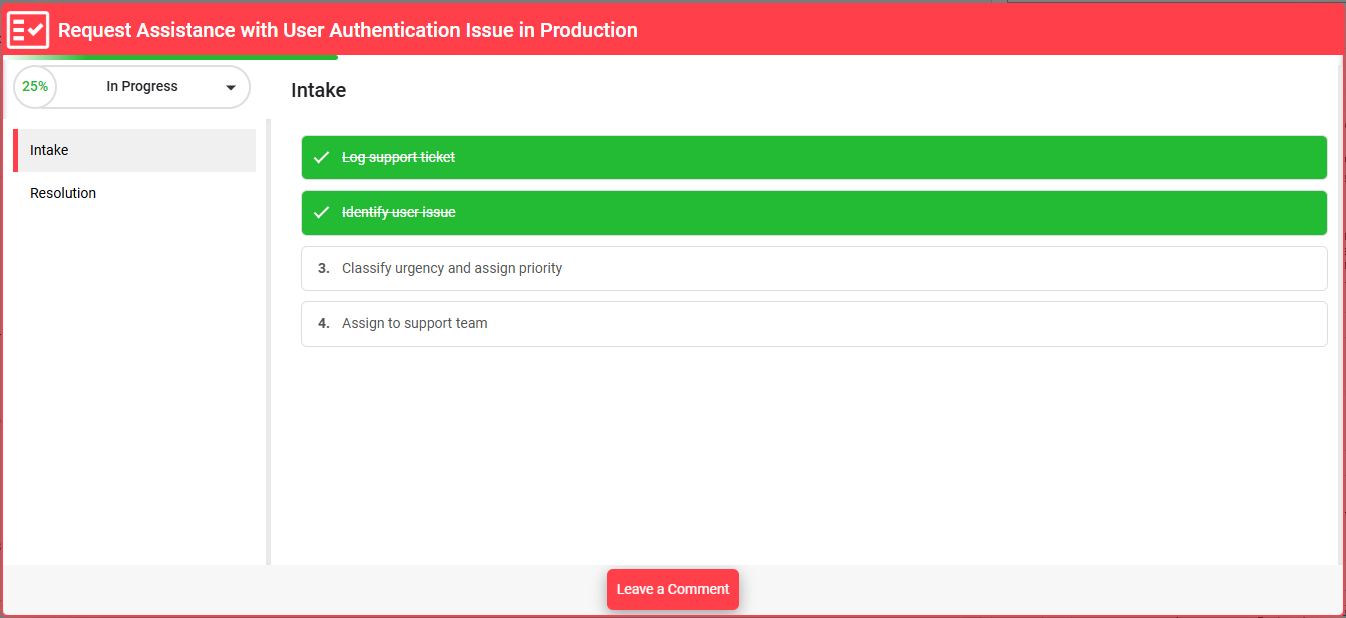 Request Assistance with User Authentication Issue in Production
25% In Progress
Intake
Resolution
Intake
Log support ticket
Identify user issue
3. Classify urgency and assign priority
4. Assign to support team
Leave a Comment